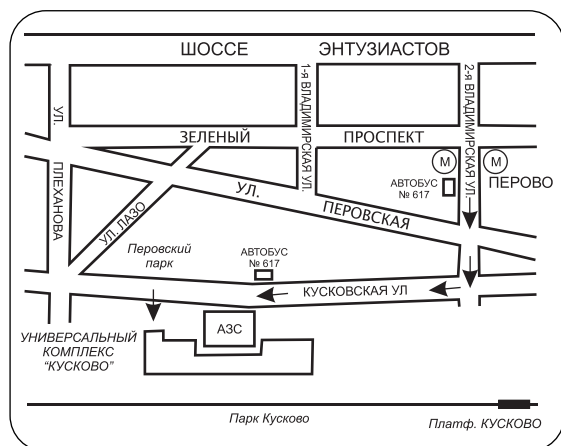 ШОССЕ ЭНТУЗИАСТОВ
УЛ. ПЛЕХАНОВА
1-я ВЛАДИМИРСКАЯ УЛ.
2-я ВЛАДИМИРСКАЯ УЛ.
ЗЕЛЕНЫЙ ПРОСПЕКТ
М
М
ПЕРОВО
АВТОБУС
№ 617
УЛ. ПЕРОВСКАЯ
УЛ. ЛАЗО
Перовский
парк
АВТОБУС
№ 617
КУСКОВСКАЯ УЛ
АЗС
УНИВЕРСАЛЬНЫЙ
КОМПЛЕКС
"КУСКОВО"
Парк Кусково
Платф. КУСКОВО